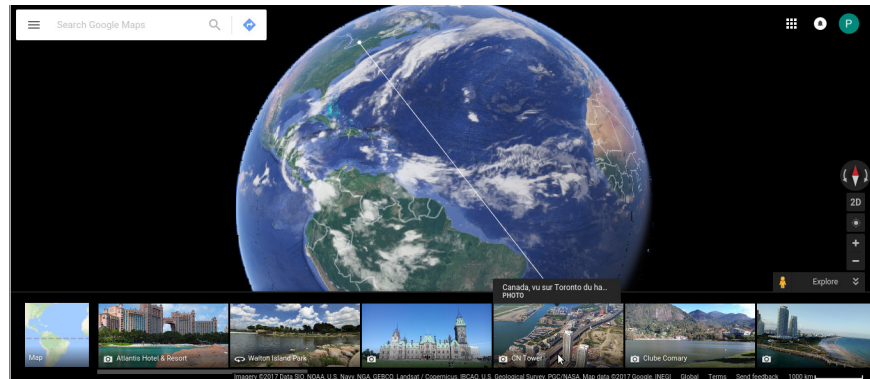 Search Google Maps
P
2D
+
−
Explore
Canada, vu sur Toronto du ha...
PHOTO
Map
Atlantis Hotel & Resort
Walton Island Park
CN Tower
Clube Comary
Imagery ©2017 Data SIO, NOAA, U.S. Navy, NGA, GEBCO, Landsat / Copernicus, IBCAO, U.S. Geological Survey, PGC/NASA, Map data ©2017 Google, INEGI Global Terms Send feedback 1000 km